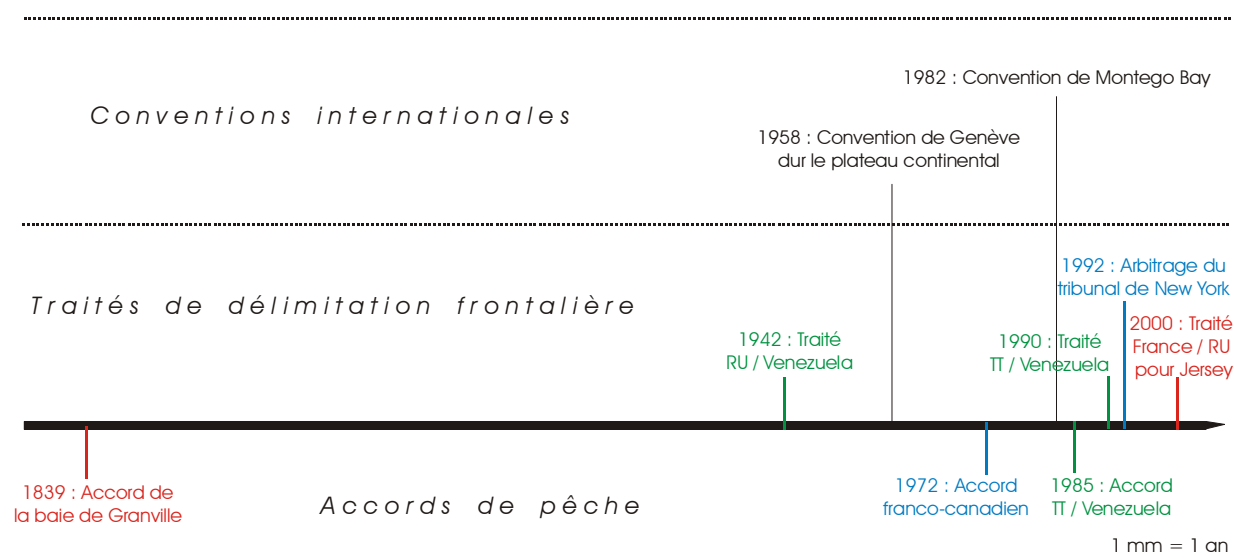 1982 : Convention de Montego Bay
Conventions internationales
1958 : Convention de Genève
dur le plateau continental
1992 : Arbitrage du
tribunal de New York
Traités de délimitation frontalière
2000 : Traité
France / RU
pour Jersey
1942 : Traité
RU / Venezuela
1990 : Traité
TT / Venezuela
1839 : Accord de
la baie de Granville
Accords de pêche
1972 : Accord
franco-canadien
1985 : Accord
TT / Venezuela
1 mm = 1 an